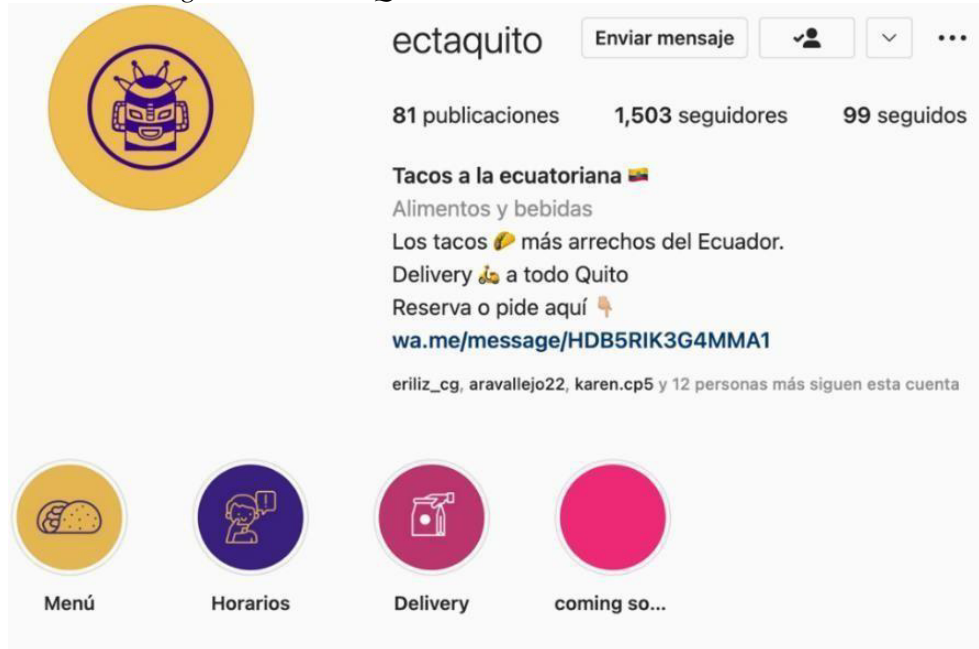 ectaquito Enviar mensaje
81 publicaciones 1,503 seguidores 99 seguidos
Tacos a la ecuatoriana 🇪🇨
Alimentos y bebidas
Los tacos 🌮 más arrechos del Ecuador.
Delivery 🛵 a todo Quito
Reserva o pide aquí 👇🏼
wa.me/message/HDB5RIK3G4MMA1
eriliz_cg, aravallejo22, karen.cp5 y 12 personas más siguen esta cuenta
Menú Horarios Delivery coming so...